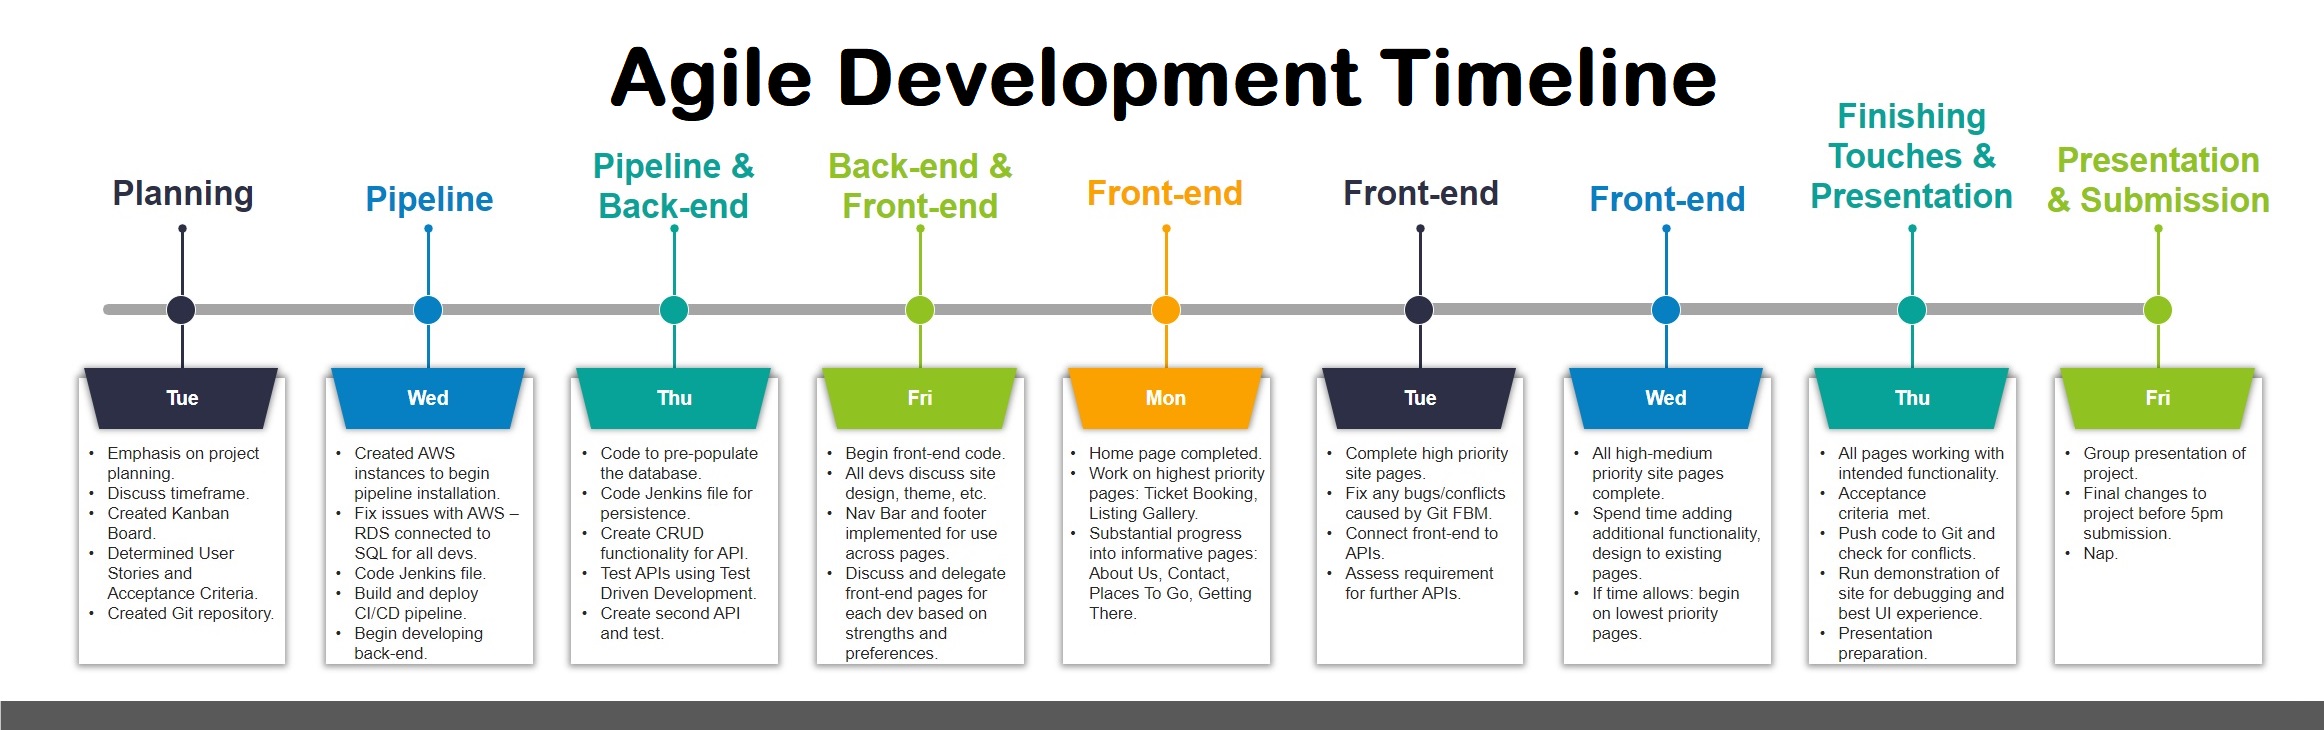 Agile Development Timeline
Planning
Tue
• Emphasis on project
planning.
• Discuss timeframe.
• Created Kanban
Board.
• Determined User
Stories and
Acceptance Criteria.
• Created Git repository.
Pipeline
Wed
• Created AWS
instances to begin
pipeline installation.
• Fix issues with AWS –
RDS connected to
SQL for all devs.
• Code Jenkins file.
• Build and deploy
CI/CD pipeline.
• Begin developing
back-end.
Pipeline &
Back-end
Thu
• Code to pre-populate
the database.
• Code Jenkins file for
persistence.
• Create CRUD
functionality for API.
• Test APIs using Test
Driven Development.
• Create second API
and test.
Back-end &
Front-end
Fri
• Begin front-end code.
• All devs discuss site
design, theme, etc.
• Nav Bar and footer
implemented for use
across pages.
• Discuss and delegate
front-end pages for
each dev based on
strengths and
preferences.
Front-end
Mon
• Home page completed.
• Work on highest priority
pages: Ticket Booking,
Listing Gallery.
• Substantial progress
into informative pages:
About Us, Contact,
Places To Go, Getting
There.
Front-end
Tue
• Complete high priority
site pages.
• Fix any bugs/conflicts
caused by Git FBM.
• Connect front-end to
APIs.
• Assess requirement
for further APIs.
Front-end
Wed
• All high-medium
priority site pages
complete.
• Spend time adding
additional functionality,
design to existing
pages.
• If time allows: begin
on lowest priority
pages.
Finishing
Touches &
Presentation
Thu
• All pages working with
intended functionality.
• Acceptance
criteria  met.
• Push code to Git and
check for conflicts.
• Run demonstration of
site for debugging and
best UI experience.
• Presentation
preparation.
Presentation
& Submission
Fri
• Group presentation of
project.
• Final changes to
project before 5pm
submission.
• Nap.